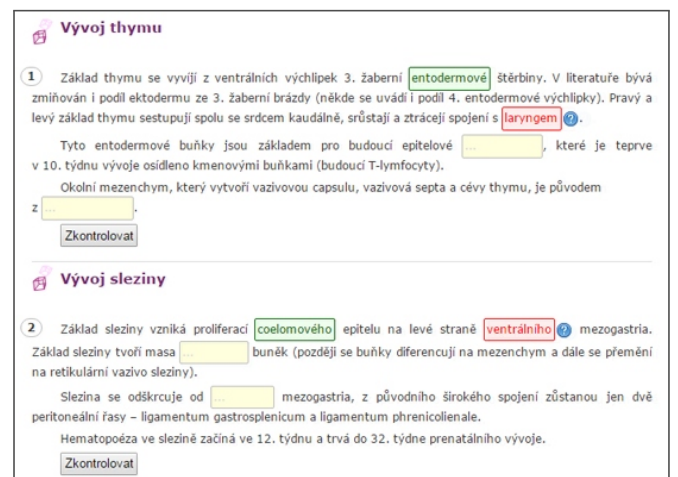 Vývoj thymu
1 Základ thymu se vyvíjí z ventrálních výchlipek 3. žaberní entodermové štěrbiny. V literatuře bývá
zmiňován i podíl ektodermu ze 3. žaberní brázdy (někde se uvádí i podíl 4. entodermové výchlipky). Pravý a
levý základ thymu sestupují spolu se srdcem kaudálně, srůstají a ztrácejí spojení s laryngem ?.
Tyto entodermové buňky jsou základem pro budoucí epitelové ... , které je teprve
v 10. týdnu vývoje osídleno kmenovými buňkami (budoucí T-lymfocyty).
Okolní mezenchym, který vytvoří vazivovou capsulu, vazivová septa a cévy thymu, je původem
z ... .
Zkontrolovat
Vývoj sleziny
2 Základ sleziny vzniká proliferací coelomového epitelu na levé straně ventrálního ? mezogastria.
Základ sleziny tvoří masa ... buněk (později se buňky diferencují na mezenchym a dále se přemění
na retikulární vazivo sleziny).
Slezina se odškrcuje od ... mezogastria, z původního širokého spojení zůstanou jen dvě
peritoneální řasy – ligamentum gastrosplenicum a ligamentum phrenicolienale.
Hematopoéza ve slezině začíná ve 12. týdnu a trvá do 32. týdne prenatálního vývoje.
Zkontrolovat